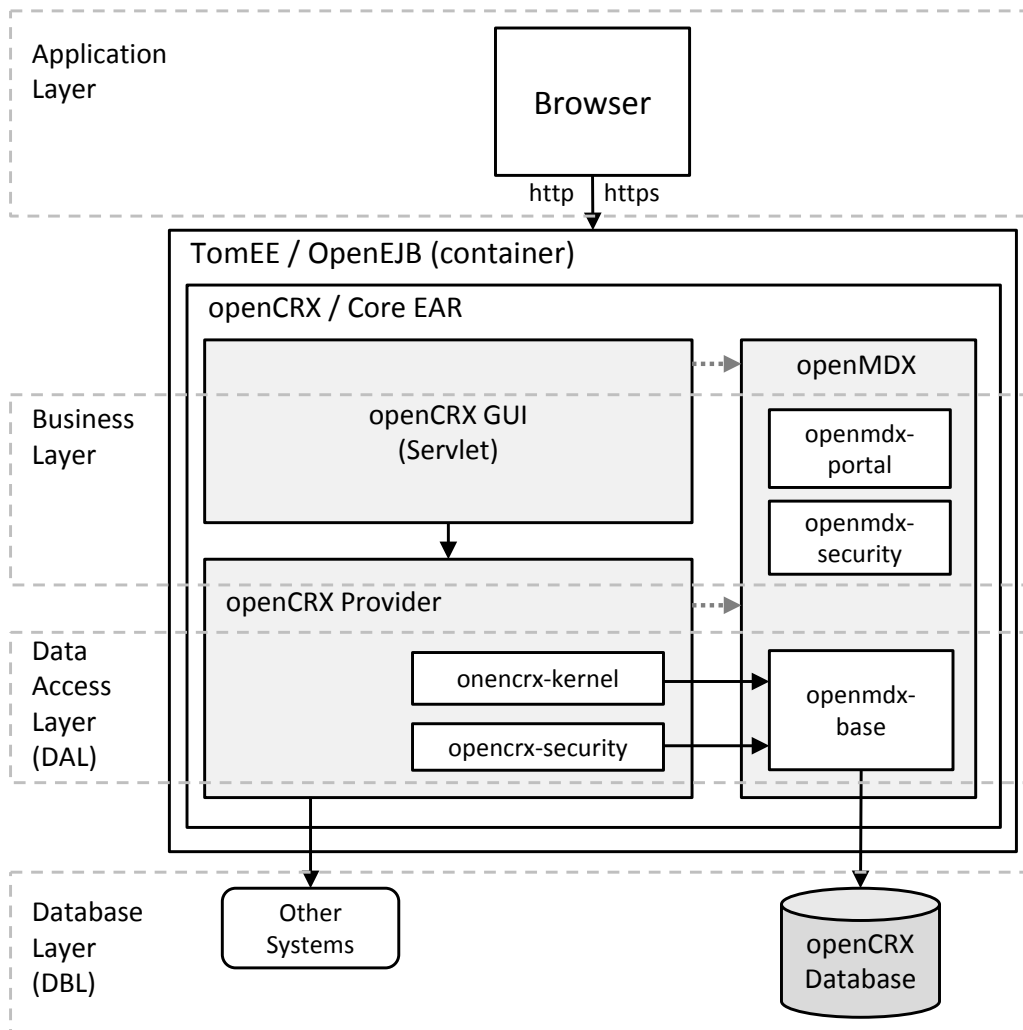 Application
Layer
Browser
http https
TomEE / OpenEJB (container)
openCRX / Core EAR
openCRX GUI
(Servlet)
openMDX
Business
Layer
openmdx-
portal
openmdx-
security
openCRX Provider
Data
Access
Layer
(DAL)
onencrx-kernel
opencrx-security
openmdx-
base
Database
Layer
(DBL)
Other
Systems
openCRX
Database